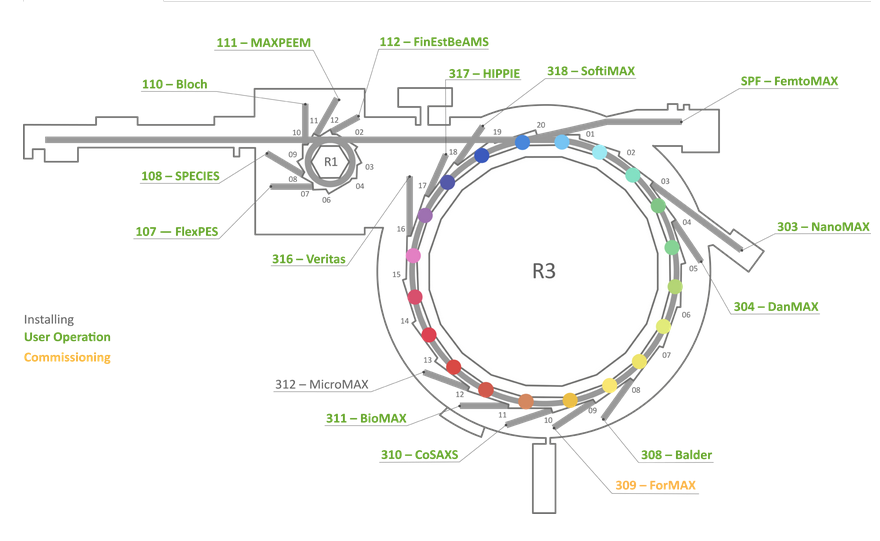 112 – FinEstBeAMS
111 – MAXPEEM
318 – SoftiMAX
317 – HIPPIE
110 – Bloch
SPF – FemtoMAX
11
12
10
02
20
19
01
09
R1
03
18
02
108 – SPECIES
08
04
07
06
17
03
107 — FlexPES
16
04
303 – NanoMAX
316 – Veritas
05
15
R3
304 – DanMAX
06
Installing
14
User Operation
07
Commissioning
13
312 – MicroMAX
12
08
311 – BioMAX
11
10
09
310 – CoSAXS
308 – Balder
309 – ForMAX